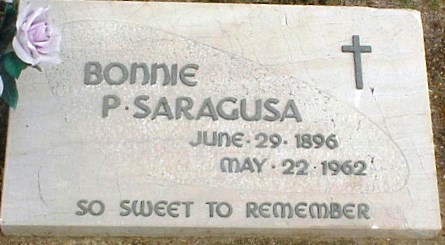 BONNIE
P·SARAGUSA
JUNE·29·1896
MAY·22·1962
SO SWEET TO REMEMBER